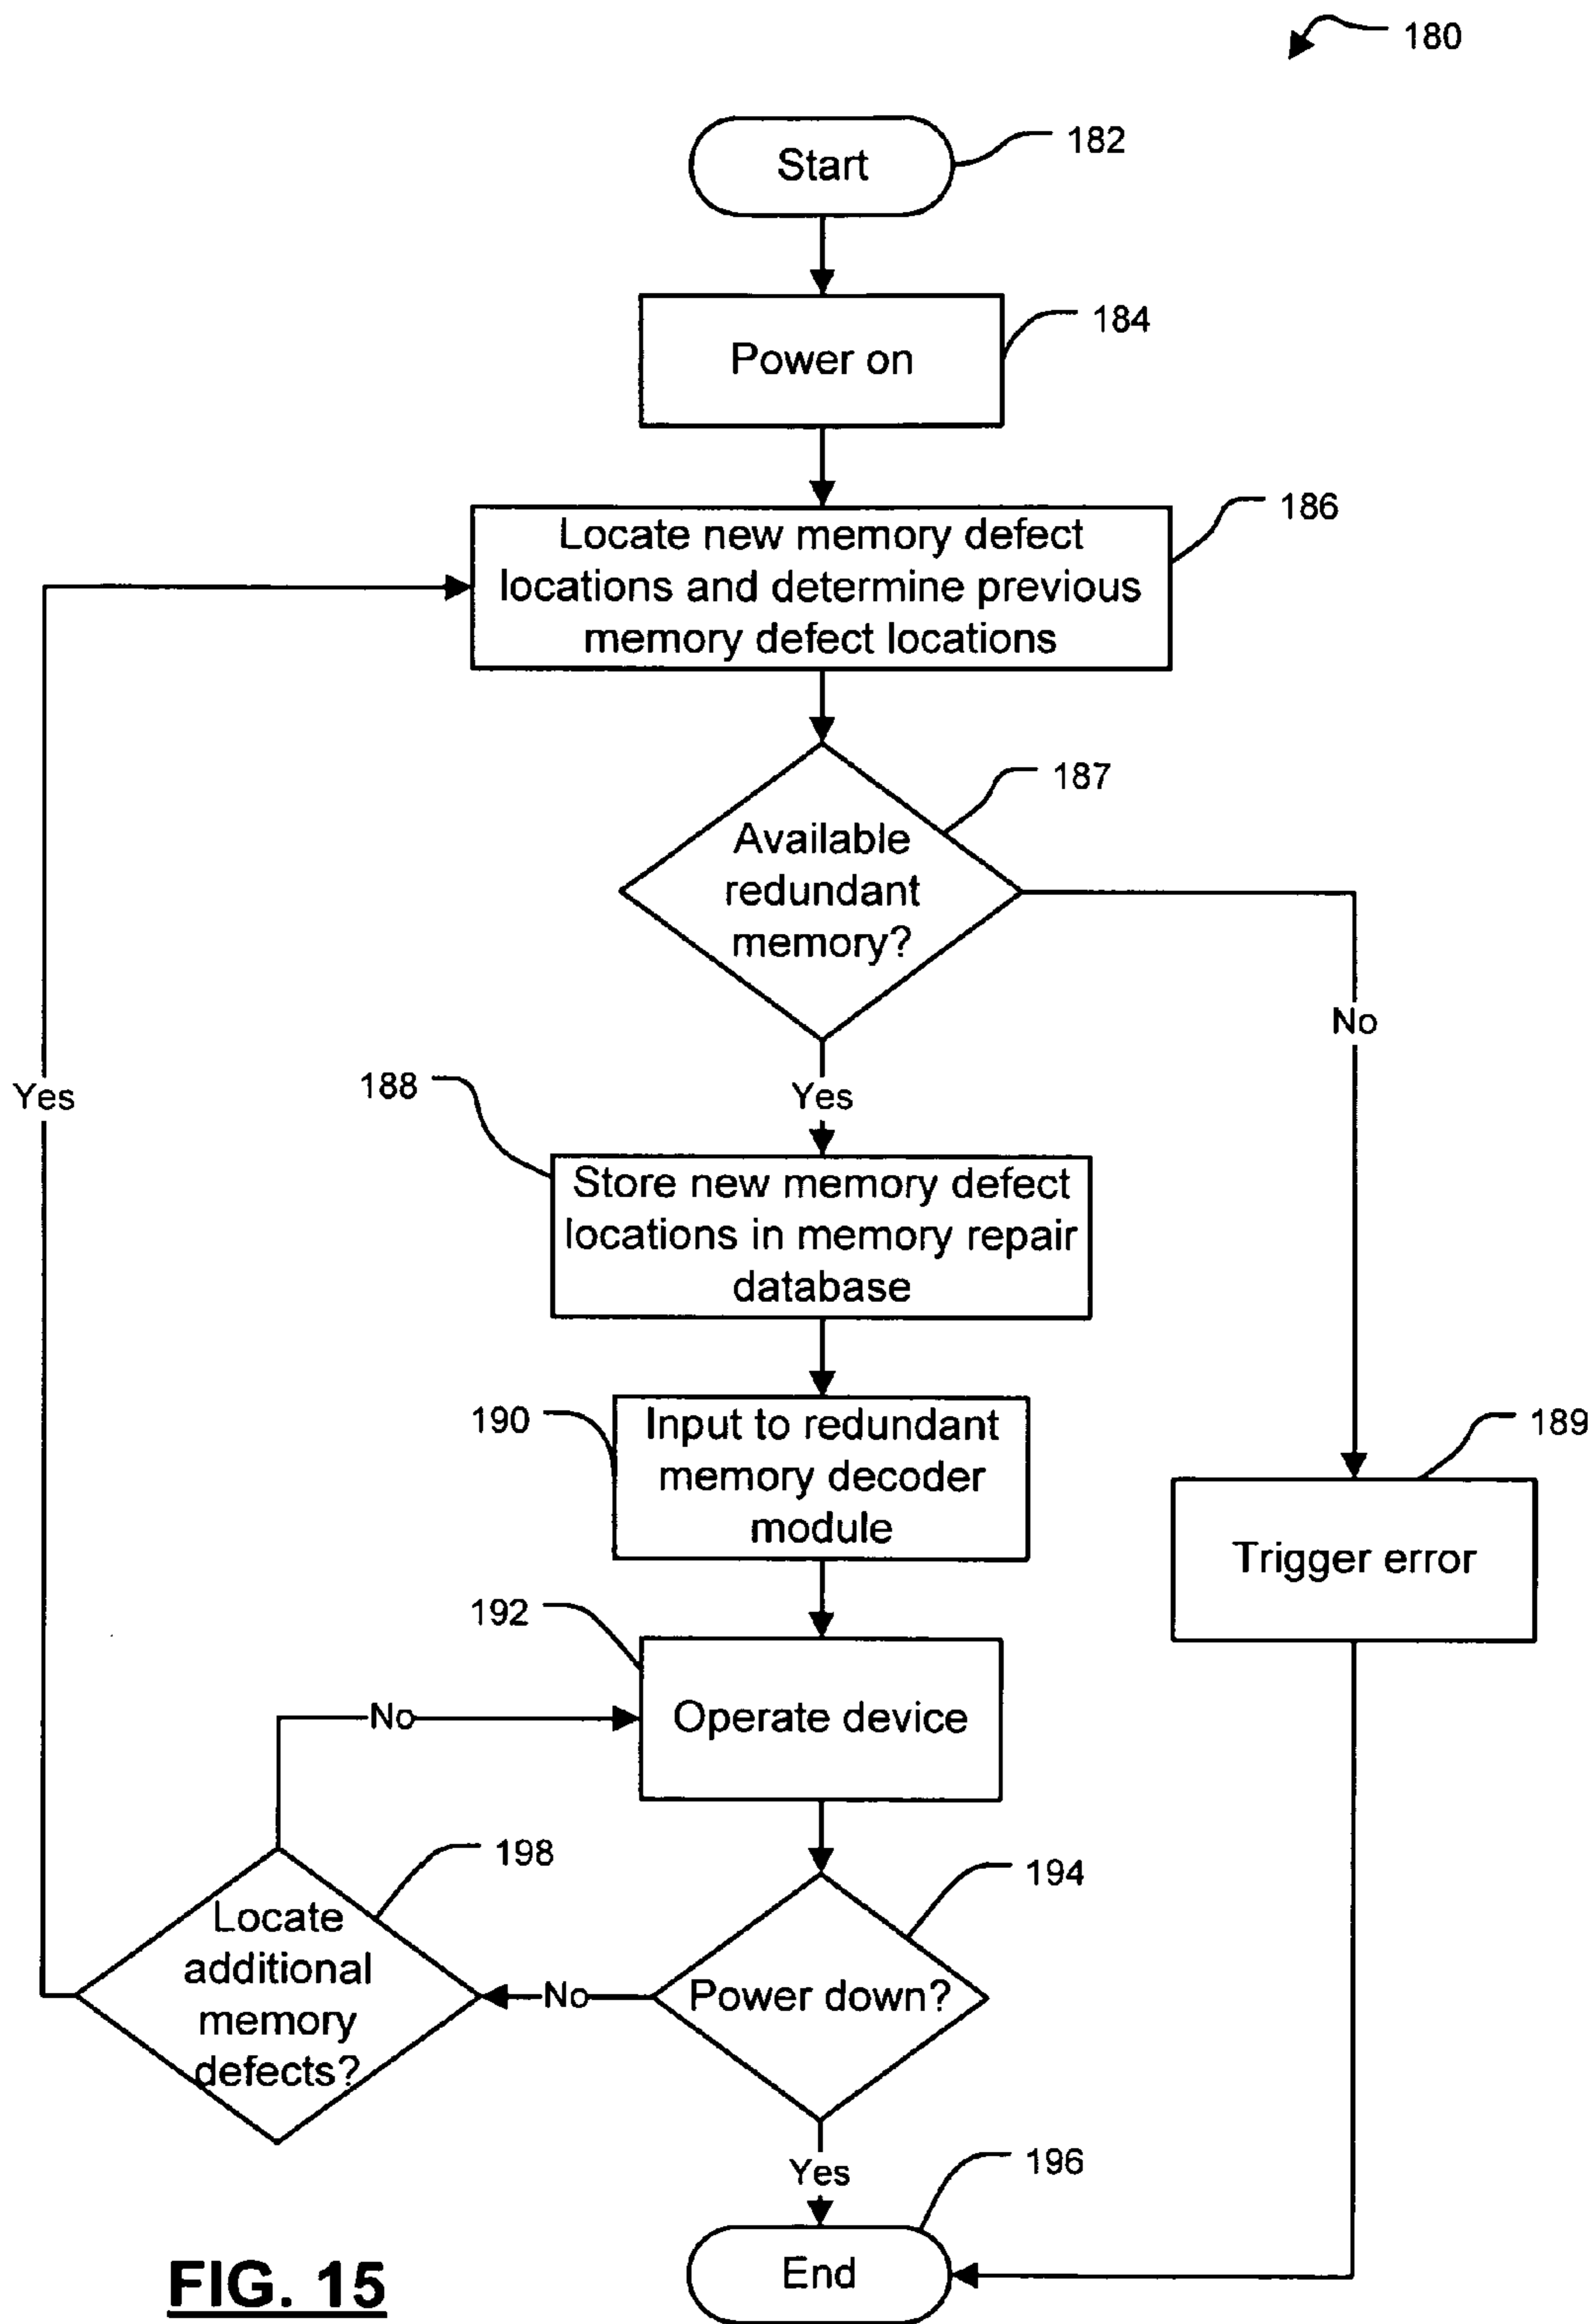 180
Start
182
Power on
184
Locate new memory defect
locations and determine previous
memory defect locations
186
Available
redundant
memory?
187
No
Yes
Yes
188
Store new memory defect
locations in memory repair
database
190
Input to redundant
memory decoder
module
189
Trigger error
192
Operate device
No
198
Locate
additional
memory
defects?
194
Power down?
No
Yes
196
End
FIG. 15